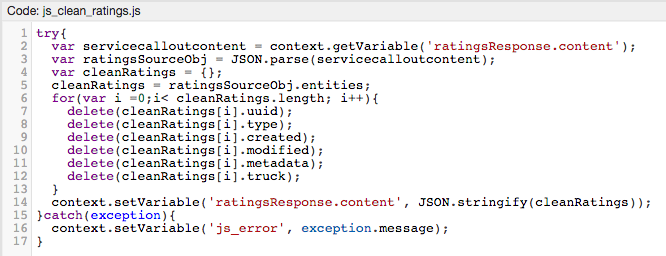 Code: js_clean_ratings.js
1 try{
2   var servicecalloutcontent = context.getVariable('ratingsResponse.content');
3   var ratingsSourceObj = JSON.parse(servicecalloutcontent);
4   var cleanRatings = {};
5   cleanRatings = ratingsSourceObj.entities;
6   for(var i =0;i< cleanRatings.length; i++){
7     delete(cleanRatings[i].uuid);
8     delete(cleanRatings[i].type);
9     delete(cleanRatings[i].created);
10     delete(cleanRatings[i].modified);
11     delete(cleanRatings[i].metadata);
12     delete(cleanRatings[i].truck);
13   }
14   context.setVariable('ratingsResponse.content', JSON.stringify(cleanRatings));
15 }catch(exception){
16   context.setVariable('js_error', exception.message);
17 }